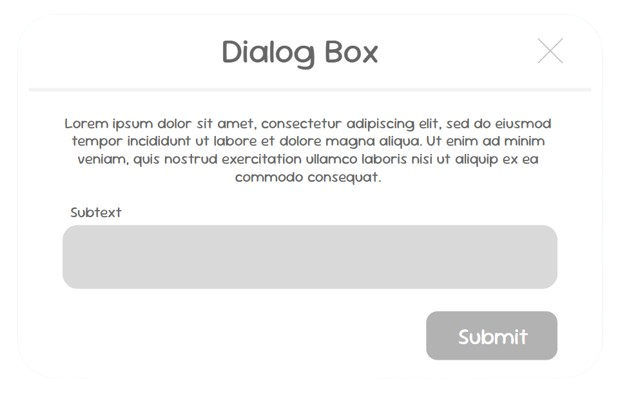 Dialog Box
Lorem ipsum dolor sit amet, consectetur adipiscing elit, sed do eiusmod
tempor incididunt ut labore et dolore magna aliqua. Ut enim ad minim
veniam, quis nostrud exercitation ullamco laboris nisi ut aliquip ex ea
commodo consequat.
Subtext
Submit